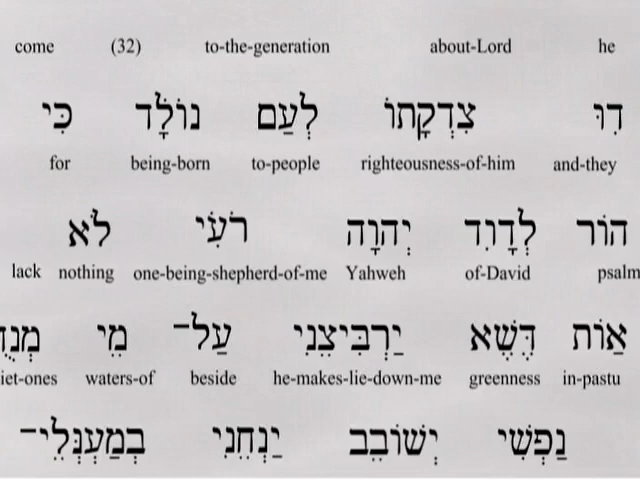 come (32) to-the-generation about-Lord he
דוּ צִדְקָתוֹ לְעַם נוֹלָד כִּי
for being-born to-people righteousness-of-him and-they
מוֹר לְדָוִד יְהוָה רֹעִי לֹא
lack nothing one-being-shepherd-of-me Yahweh of-David psalm
אוֹת דֶּשֶׁא יַרְבִּיצֵנִי עַל־ מֵי מְנֻ
iet-ones waters-of beside he-makes-lie-down-me greenness in-pastu
נַפְשִׁי יְשׁוֹבֵב יַנְחֵנִי בְמַעְגְּלֵי־